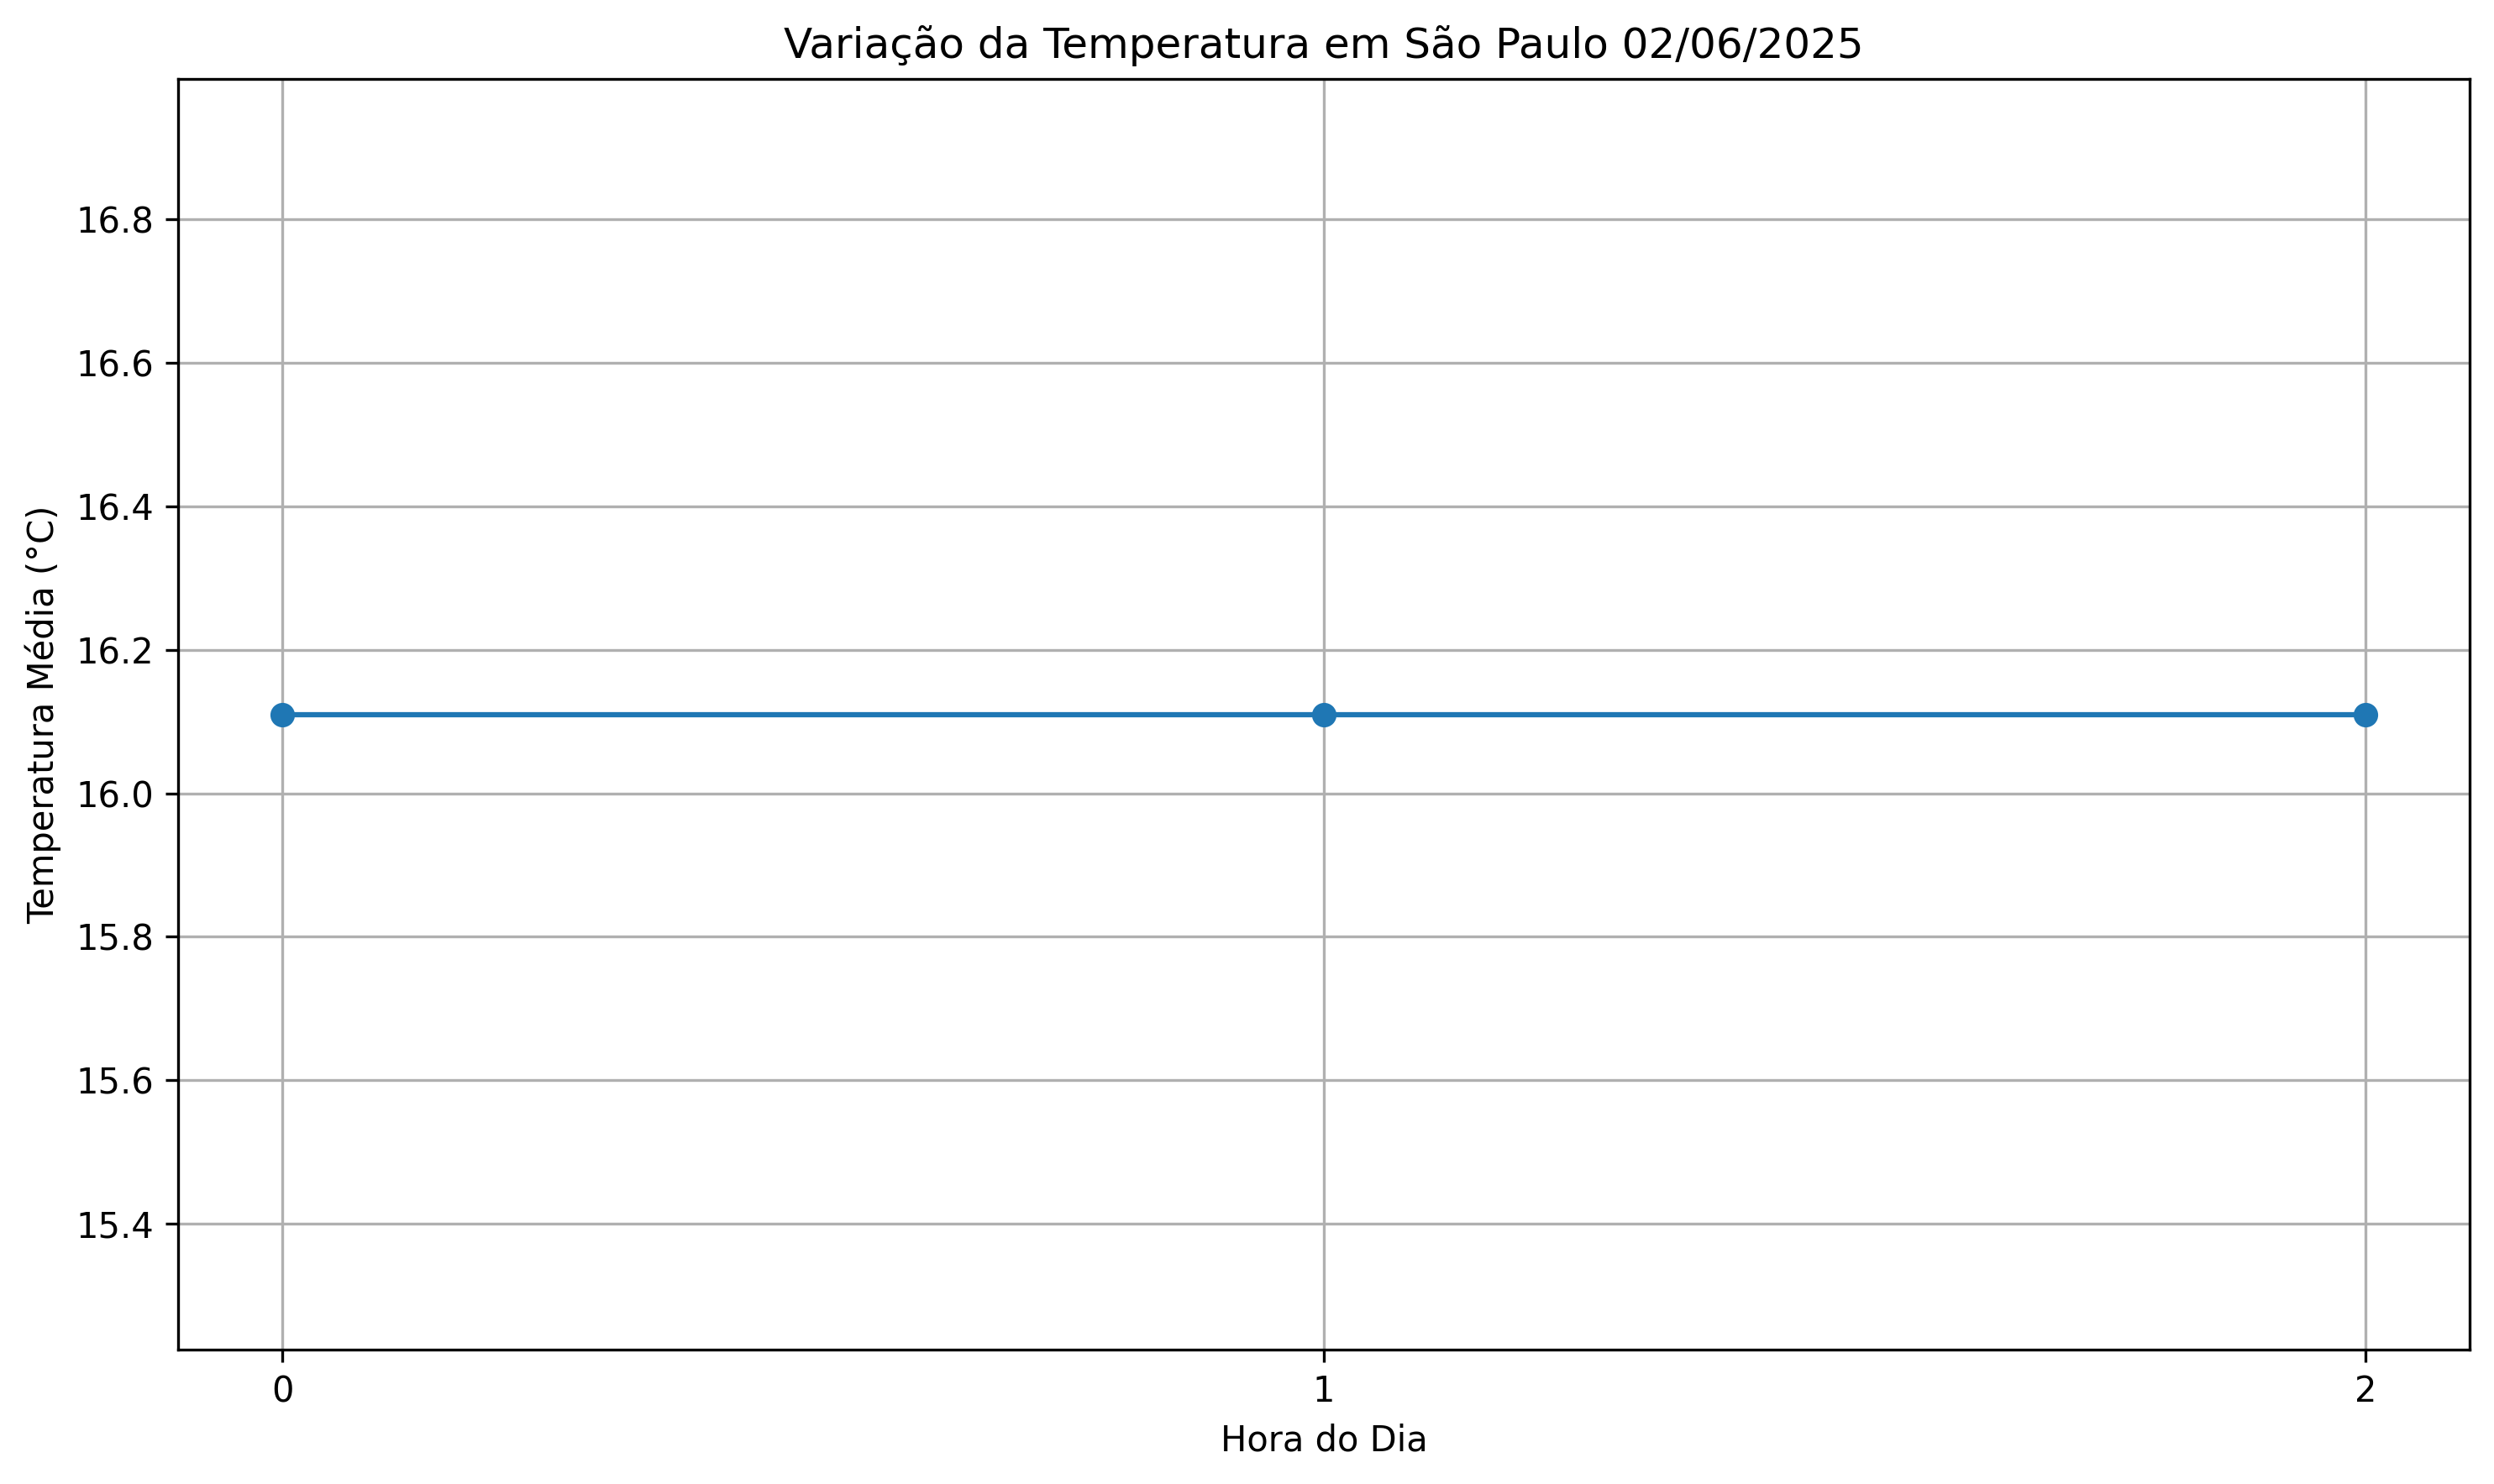 Variação da Temperatura em São Paulo 02/06/2025
Temperatura Média (°C)
16.8
16.6
16.4
16.2
16.0
15.8
15.6
15.4
0 1 2
Hora do Dia